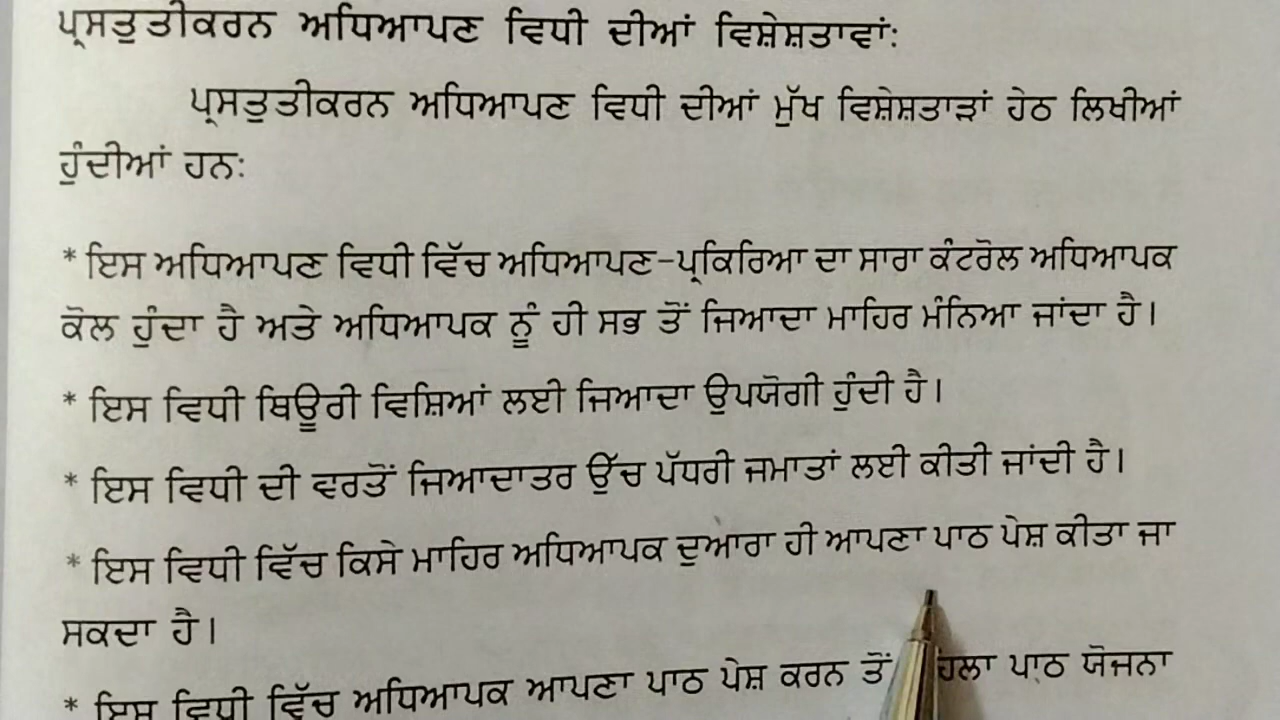 ਪ੍ਰਸਤੁਤੀਕਰਨ ਅਧਿਆਪਣ ਵਿਧੀ ਦੀਆਂ ਵਿਸ਼ੇਸ਼ਤਾਵਾਂ:
ਪ੍ਰਸਤੁਤੀਕਰਨ ਅਧਿਆਪਣ ਵਿਧੀ ਦੀਆਂ ਮੁੱਖ ਵਿਸ਼ੇਸ਼ਤਾੜਾਂ ਹੇਠ ਲਿਖੀਆਂ
ਹੁੰਦੀਆਂ ਹਨ:
* ਇਸ ਅਧਿਆਪਣ ਵਿਧੀ ਵਿੱਚ ਅਧਿਆਪਣ-ਪ੍ਰਕਿਰਿਆ ਦਾ ਸਾਰਾ ਕੰਟਰੋਲ ਅਧਿਆਪਕ
ਕੋਲ ਹੁੰਦਾ ਹੈ ਅਤੇ ਅਧਿਆਪਕ ਨੂੰ ਹੀ ਸਭ ਤੋਂ ਜਿਆਦਾ ਮਾਹਿਰ ਮੰਨਿਆ ਜਾਂਦਾ ਹੈ।
* ਇਸ ਵਿਧੀ ਥਿਊਰੀ ਵਿਸ਼ਿਆਂ ਲਈ ਜਿਆਦਾ ਉਪਯੋਗੀ ਹੁੰਦੀ ਹੈ।
* ਇਸ ਵਿਧੀ ਦੀ ਵਰਤੋਂ ਜਿਆਦਾਤਰ ਉੱਚ ਪੱਧਰੀ ਜਮਾਤਾਂ ਲਈ ਕੀਤੀ ਜਾਂਦੀ ਹੈ।
* ਇਸ ਵਿਧੀ ਵਿੱਚ ਕਿਸੇ ਮਾਹਿਰ ਅਧਿਆਪਕ ਦੁਆਰਾ ਹੀ ਆਪਣਾ ਪਾਠ ਪੇਸ਼ ਕੀਤਾ ਜਾ
ਸਕਦਾ ਹੈ।
* ਇਸ ਵਿਧੀ ਵਿੱਚ ਅਧਿਆਪਕ ਆਪਣਾ ਪਾਠ ਪੇਸ਼ ਕਰਨ ਤੋਂ ਪਾਠ ਯੋਜਨਾ